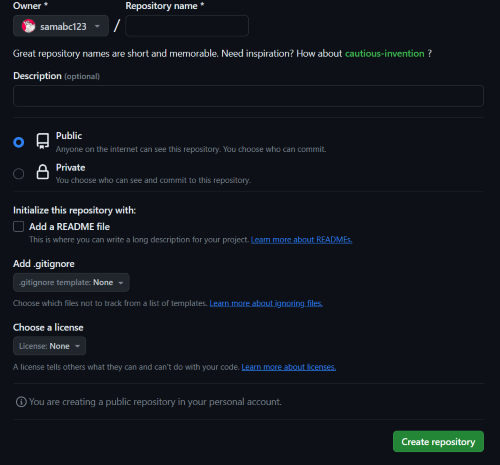 Owner * Repository name *
samabc123 /
Great repository names are short and memorable. Need inspiration? How about cautious-invention ?
Description (optional)
Public
Anyone on the internet can see this repository. You choose who can commit.
Private
You choose who can see and commit to this repository.
Initialize this repository with:
Add a README file
This is where you can write a long description for your project. Learn more about READMEs.
Add .gitignore
.gitignore template: None
Choose which files not to track from a list of templates. Learn more about ignoring files.
Choose a license
License: None
A license tells others what they can and can't do with your code. Learn more about licenses.
You are creating a public repository in your personal account.
Create repository